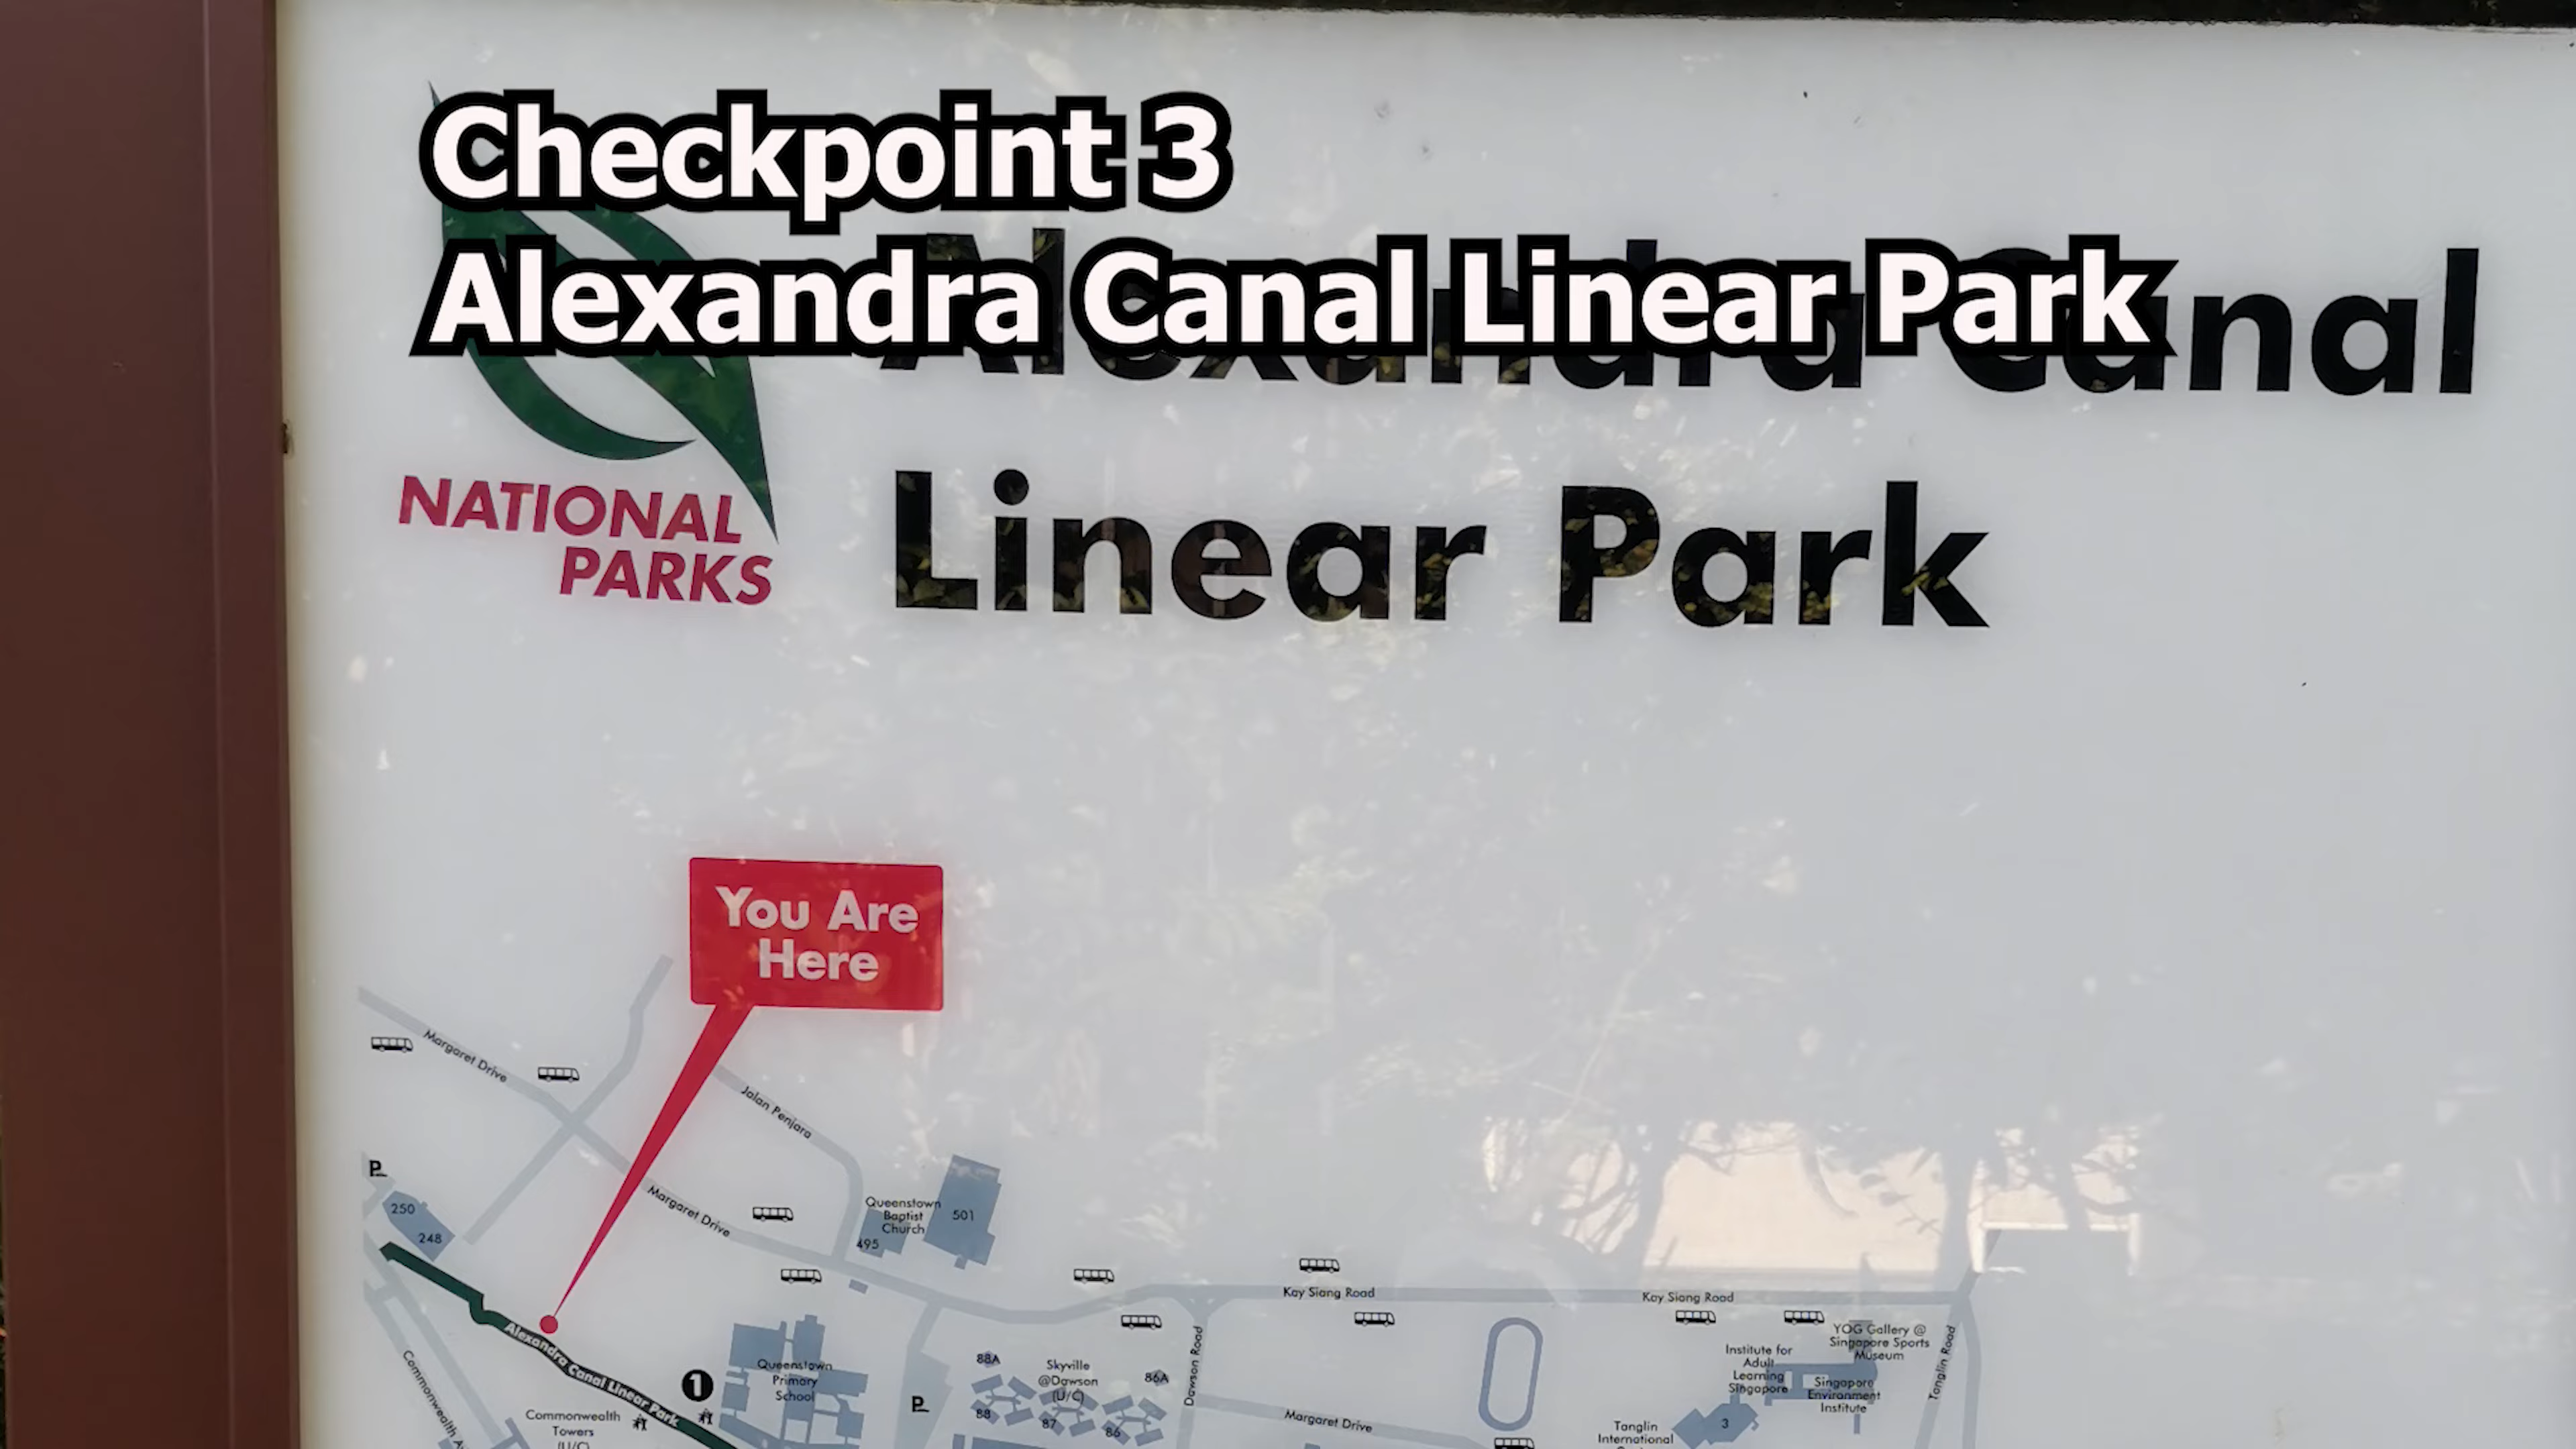 Checkpoint 3
Alexandra Canal Linear Park
Alexandra Canal
Linear Park
NATIONAL
PARKS
You Are
Here
Margaret Drive
Jalan Penjara
P
250
248
Margaret Drive
Queenstown
Baptist
Church
495
501
Kay Siang Road
Kay Siang Road
Alexandra Canal Linear Park
1
Queenstown
Primary
School
P
88A
88
Skyville
@Dawson
(U/C)
87
86A
86
Dawson Road
Margaret Drive
YOG Gallery @
Singapore Sports
Museum
Institute for
Adult
Learning
Singapore
Singapore
Environment
Institute
3
Tanglin Road
Tanglin
International
Commonwealth
Commonwealth
Towers
(U/C)